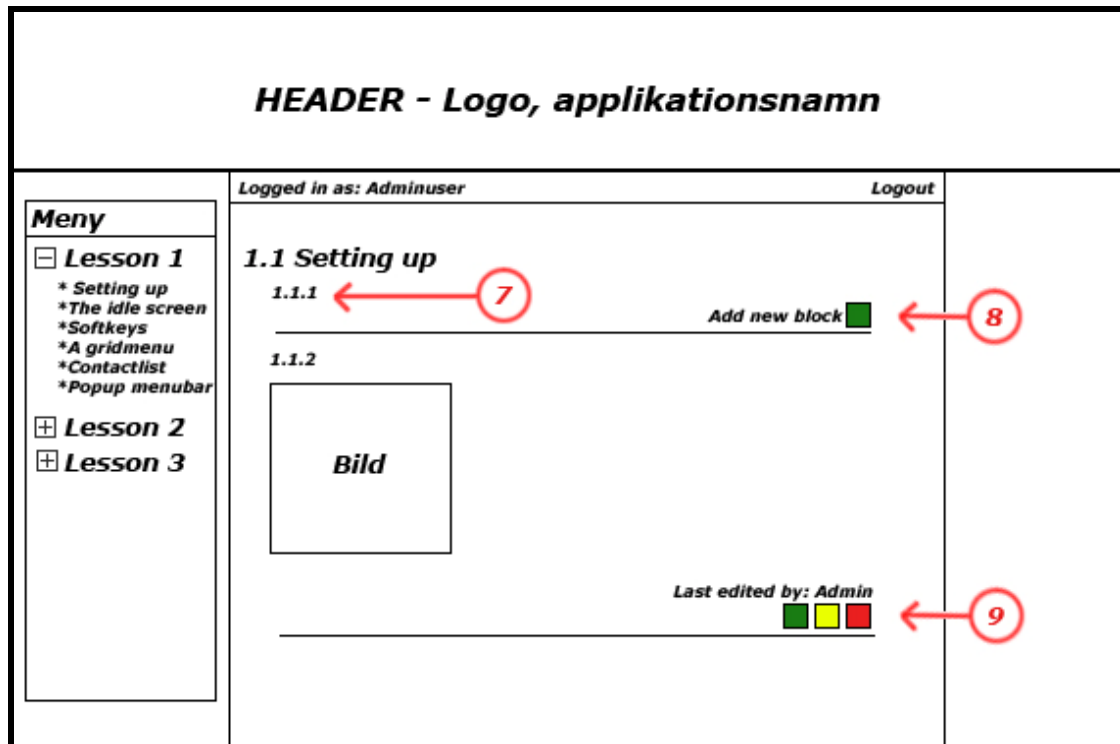 HEADER - Logo, applikationsnamn
Logged in as: Adminuser
Logout
Meny
Lesson 1
* Setting up
*The idle screen
*Softkeys
*A gridmenu
*Contactlist
*Popup menubar
Lesson 2
Lesson 3
1.1 Setting up
1.1.1
7
Add new block
8
1.1.2
Bild
Last edited by: Admin
9